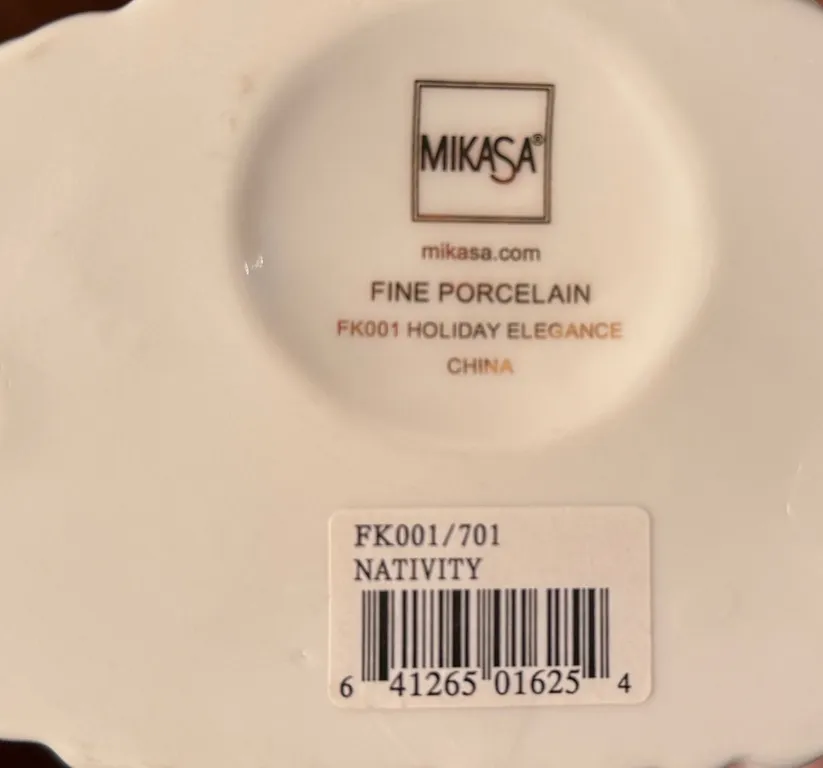 MIKASA®
mikasa.com
FINE PORCELAIN
FK001 HOLIDAY ELEGANCE
CHINA
FK001/701
NATIVITY
6 41265 01625 4